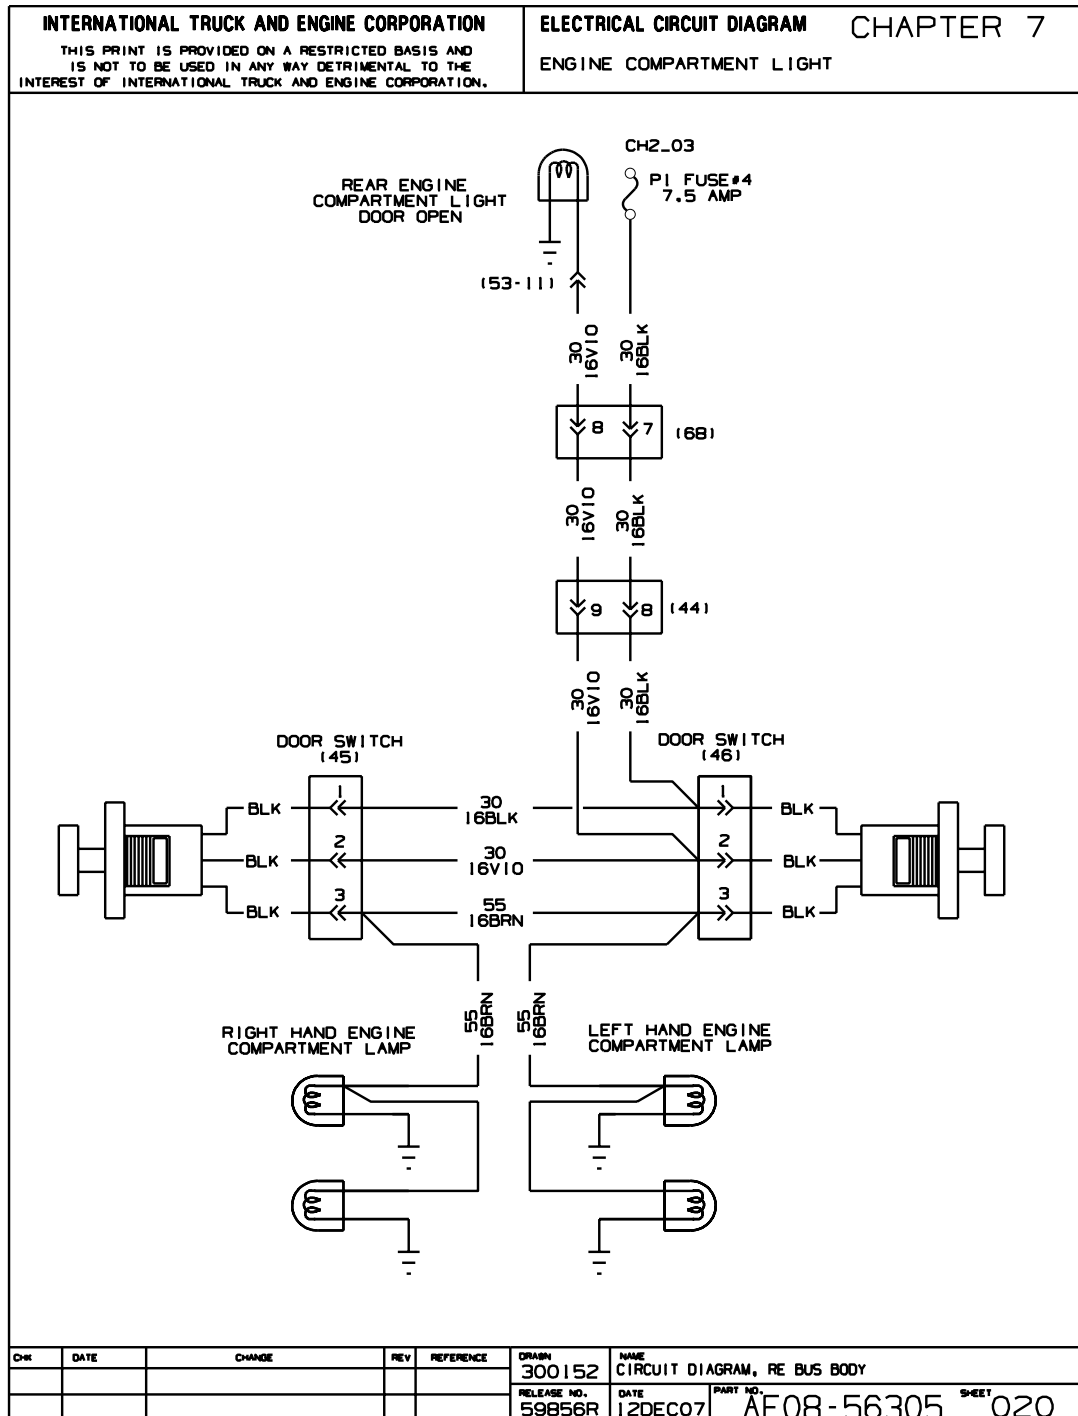 INTERNATIONAL TRUCK AND ENGINE CORPORATION
THIS PRINT IS PROVIDED ON A RESTRICTED BASIS AND
IS NOT TO BE USED IN ANY WAY DETRIMENTAL TO THE
INTEREST OF INTERNATIONAL TRUCK AND ENGINE CORPORATION.
ELECTRICAL CIRCUIT DIAGRAM CHAPTER 7
ENGINE COMPARTMENT LIGHT
CH2_03
P1 FUSE#4
7.5 AMP
REAR ENGINE
COMPARTMENT LIGHT
DOOR OPEN
(53-11)
30
16VIO
30
16BLK
8 7 (68)
30
16VIO
30
16BLK
9 8 (44)
30
16VIO
30
16BLK
DOOR SWITCH
(45)
DOOR SWITCH
(46)
BLK 1 30 1 BLK
16BLK
BLK 2 30 2 BLK
16VIO
BLK 3 55 3 BLK
16BRN
55
16BRN
55
16BRN
RIGHT HAND ENGINE
COMPARTMENT LAMP
LEFT HAND ENGINE
COMPARTMENT LAMP
CHK DATE CHANGE REV REFERENCE
DRAWN
300152
NAME
CIRCUIT DIAGRAM, RE BUS BODY
RELEASE NO.
59856R
DATE
12DEC07
PART NO.
AE08-56305
SHEET
020